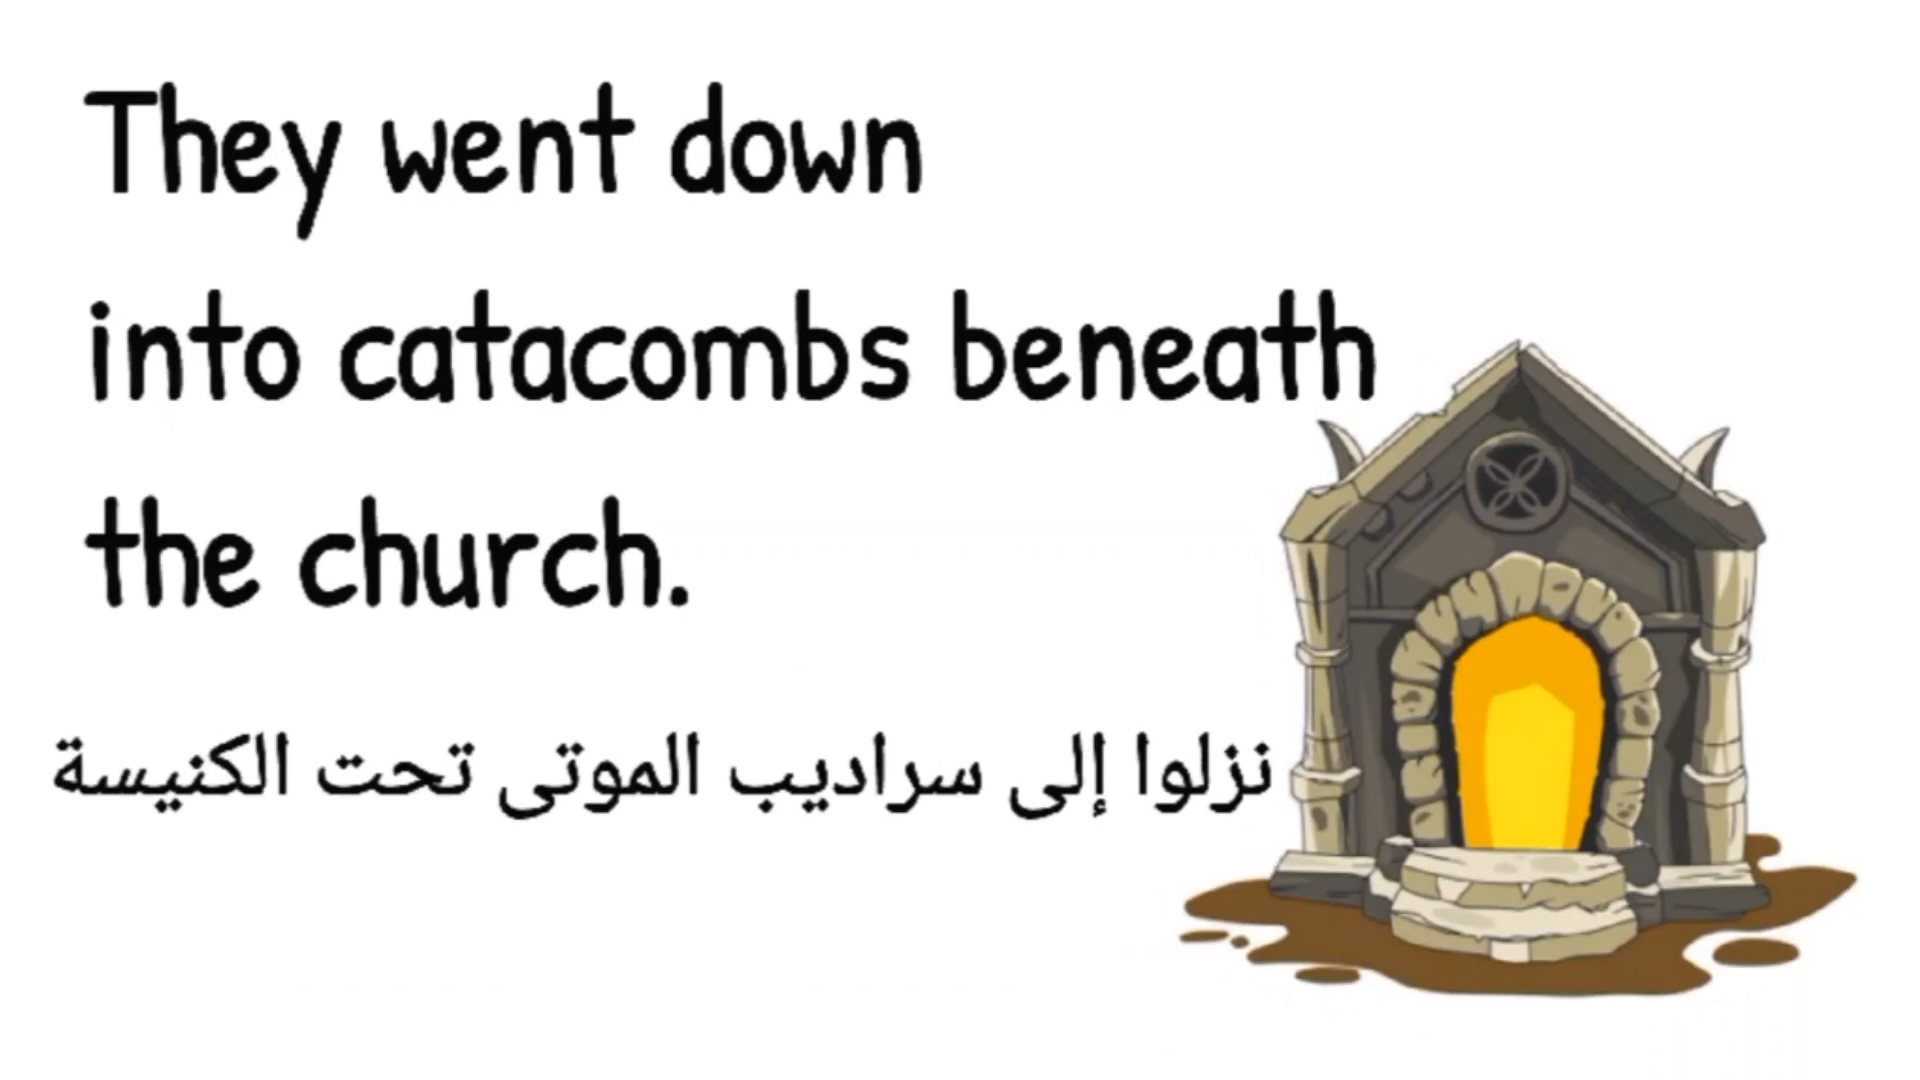 They went down
into catacombs beneath
the church.
نزلوا إلى سراديب الموتى تحت الكنيسة